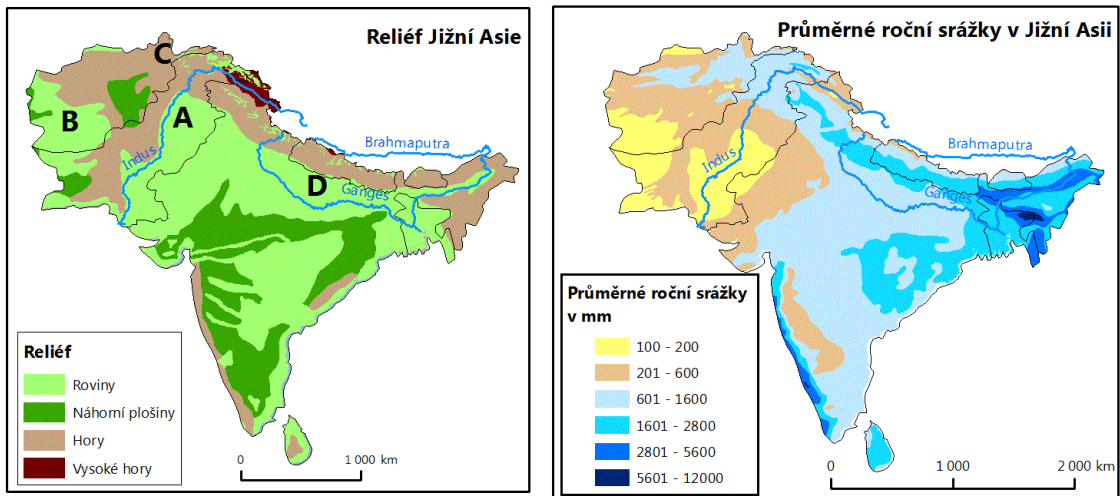 Reliéf Jižní Asie
C
B
A
Indus
Brahmaputra
D
Ganges
Reliéf
Roviny
Náhorní plošiny
Hory
Vysoké hory
0 1 000 km
Průměrné roční srážky v Jižní Asii
Indus
Brahmaputra
Ganges
Průměrné roční srážky
v mm
100 - 200
201 - 600
601 - 1600
1601 - 2800
2801 - 5600
5601 - 12000
0 1 000 2 000 km